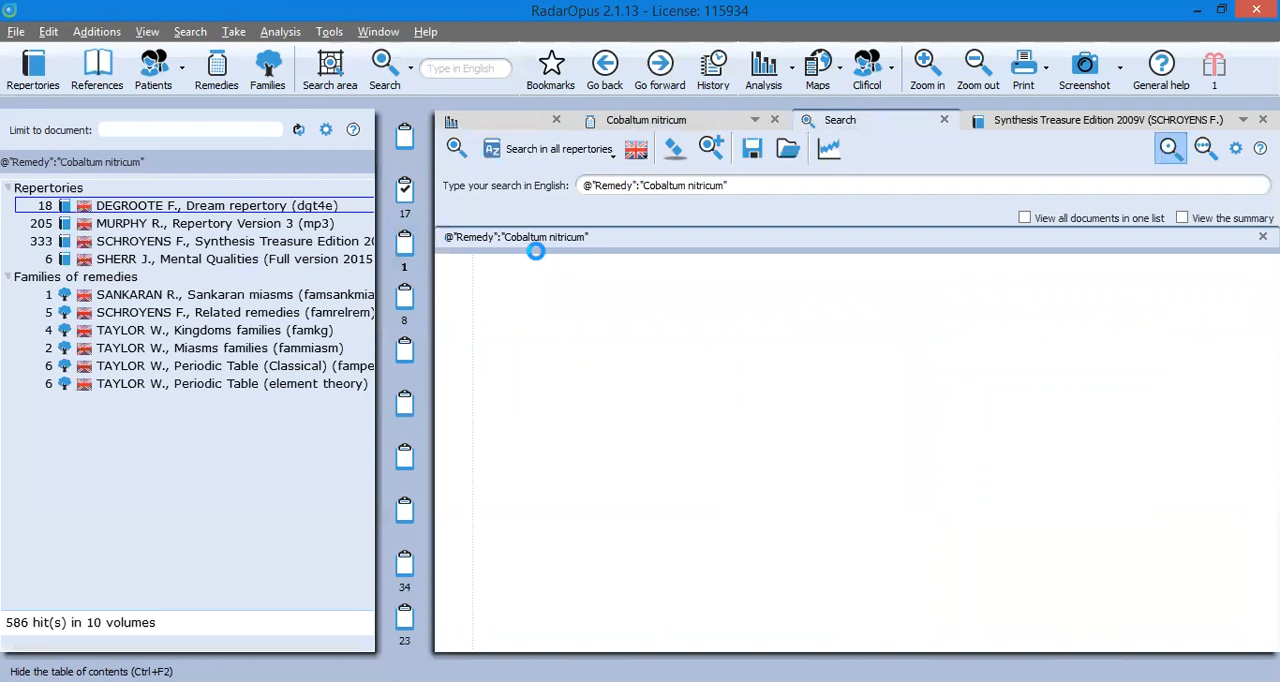 RadarOpus 2.1.13 - License: 115934
File Edit Additions View Search Take Analysis Tools Window Help
Repertories References Patients Remedies Families Search area Search Type in English Bookmarks Go back Go forward History Analysis Maps Clificol Zoom in Zoom out Print Screenshot General help 1
Limit to document:
@"Remedy":"Cobaltum nitricum"
Repertories
18 DEGROOTE F., Dream repertory (dgt4e)
205 MURPHY R., Repertory Version 3 (mp3)
333 SCHROYENS F., Synthesis Treasure Edition 20
6 SHERR J., Mental Qualities (Full version 2015
Families of remedies
1 SANKARAN R., Sankaran miasms (famsankmia
5 SCHROYENS F., Related remedies (famrelrem)
4 TAYLOR W., Kingdoms families (famkg)
2 TAYLOR W., Miasms families (fammiasm)
6 TAYLOR W., Periodic Table (Classical) (fampe
6 TAYLOR W., Periodic Table (element theory)
586 hit(s) in 10 volumes
Hide the table of contents (Ctrl+F2)
17
1
8
34
23
Cobaltum nitricum Search Synthesis Treasure Edition 2009V (SCHROYENS F.)
AZ Search in all repertories
Type your search in English: @"Remedy":"Cobaltum nitricum"
View all documents in one list View the summary
@"Remedy":"Cobaltum nitricum"